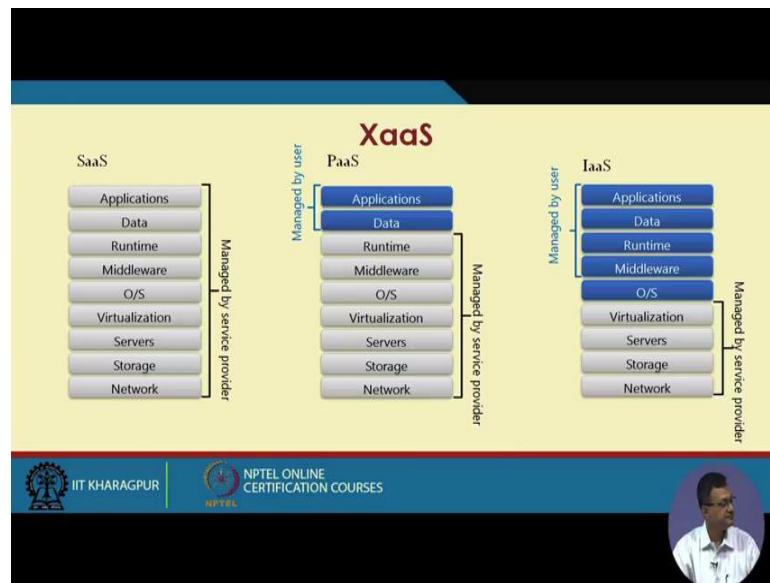 XaaS
SaaS
Applications
Data
Runtime
Middleware
O/S
Virtualization
Servers
Storage
Network
Managed by service provider
PaaS
Managed by user
Applications
Data
Runtime
Middleware
O/S
Virtualization
Servers
Storage
Network
Managed by service provider
IaaS
Managed by user
Applications
Data
Runtime
Middleware
O/S
Virtualization
Servers
Storage
Network
Managed by service provider
IIT KHARAGPUR
NPTEL
NPTEL ONLINE
CERTIFICATION COURSES